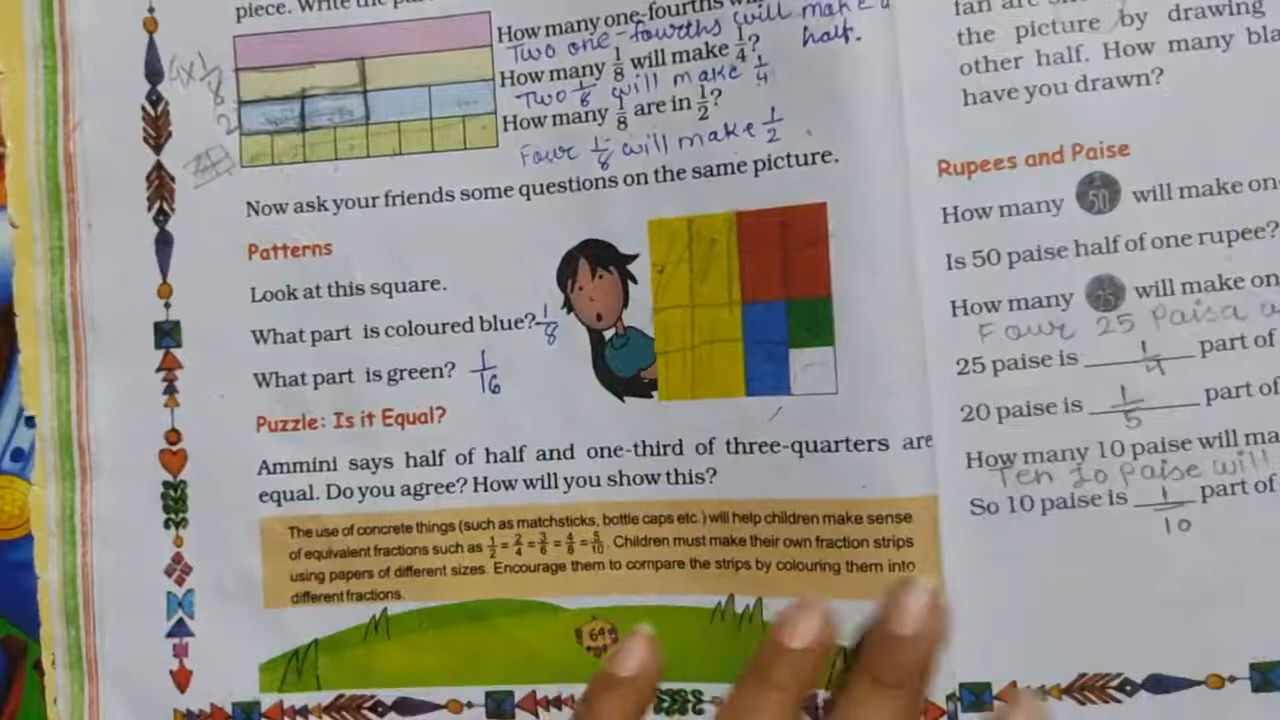 piece. Write the
How many one-fourths
Two one-fourths will make a half.
How many 1/8 will make 1/4?
Two 1/8 will make 1/4
How many 1/8 are in 1/2?
Four 1/8 will make 1/2
4x1/8
2
Now ask your friends some questions on the same picture.
Patterns
Look at this square.
What part is coloured blue? 1/8
What part is green? 1/16
Puzzle: Is it Equal?
Ammini says half of half and one-third of three-quarters are
equal. Do you agree? How will you show this?
The use of concrete things (such as matchsticks, bottle caps etc.) will help children make sense
of equivalent fractions such as 1/2 = 2/4 = 3/6 = 4/8 = 5/10. Children must make their own fraction strips
using papers of different sizes. Encourage them to compare the strips by colouring them into
different fractions.
64
the picture by drawing
other half. How many
have you drawn?
Rupees and Paise
How many 50 will make
Is 50 paise half of one rupee?
How many 25 will make
Four 25 Paisa
25 paise is 1/4 part of
20 paise is 1/5 part of
How many 10 paise will
Ten 10 paise will
So 10 paise is 1/10 part of